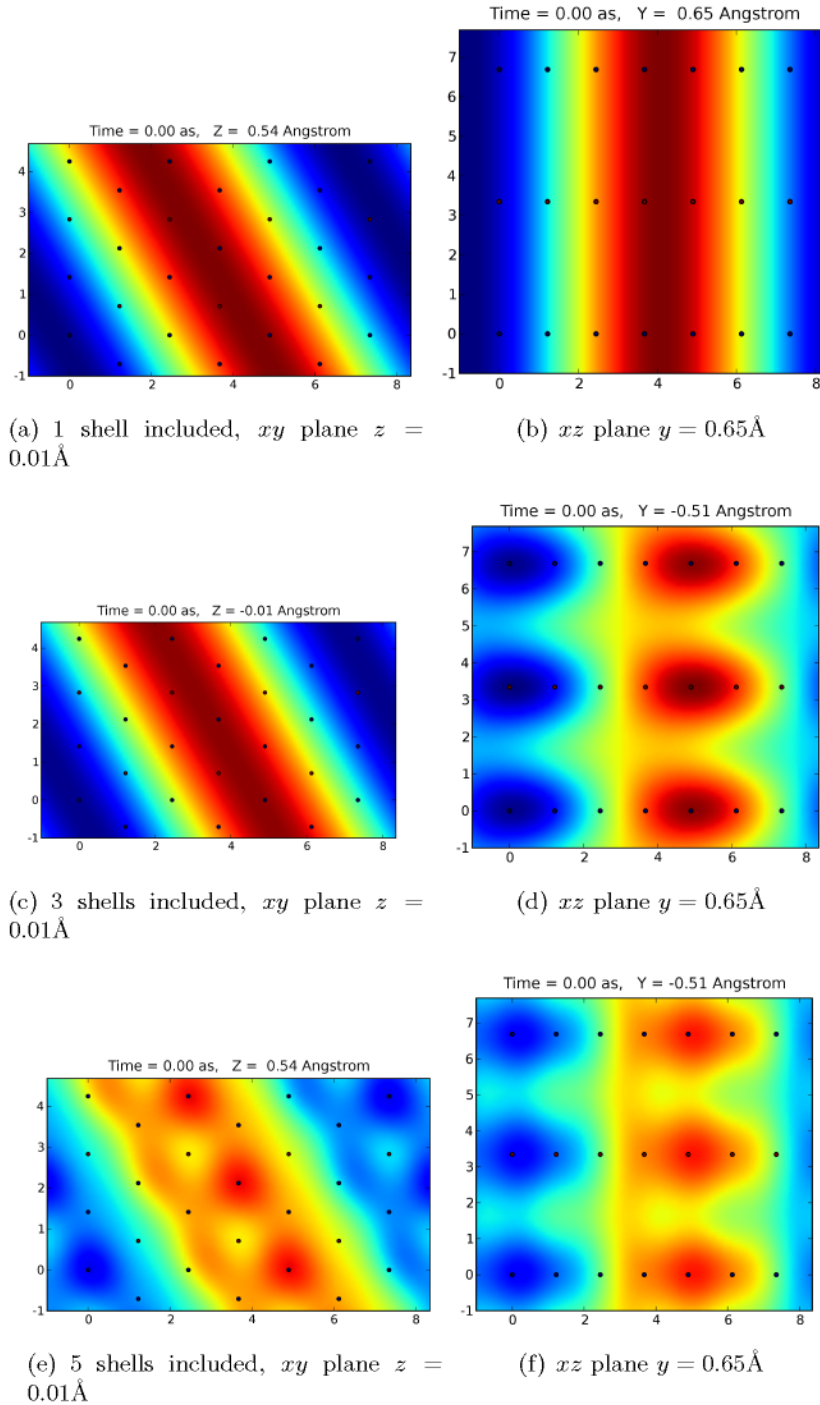 Time = 0.00 as,   Z =  0.54 Angstrom
4
3
2
1
0
-1
0 2 4 6 8
(a) 1 shell included, xy plane z =
0.01Å
Time = 0.00 as,   Y =  0.65 Angstrom
7
6
5
4
3
2
1
0
-1
0 2 4 6 8
(b) xz plane y = 0.65Å
Time = 0.00 as,   Z = -0.01 Angstrom
4
3
2
1
0
-1
0 2 4 6 8
(c) 3 shells included, xy plane z =
0.01Å
Time = 0.00 as,   Y = -0.51 Angstrom
7
6
5
4
3
2
1
0
-1
0 2 4 6 8
(d) xz plane y = 0.65Å
Time = 0.00 as,   Z =  0.54 Angstrom
4
3
2
1
0
-1
0 2 4 6 8
(e) 5 shells included, xy plane z =
0.01Å
Time = 0.00 as,   Y = -0.51 Angstrom
7
6
5
4
3
2
1
0
-1
0 2 4 6 8
(f) xz plane y = 0.65Å